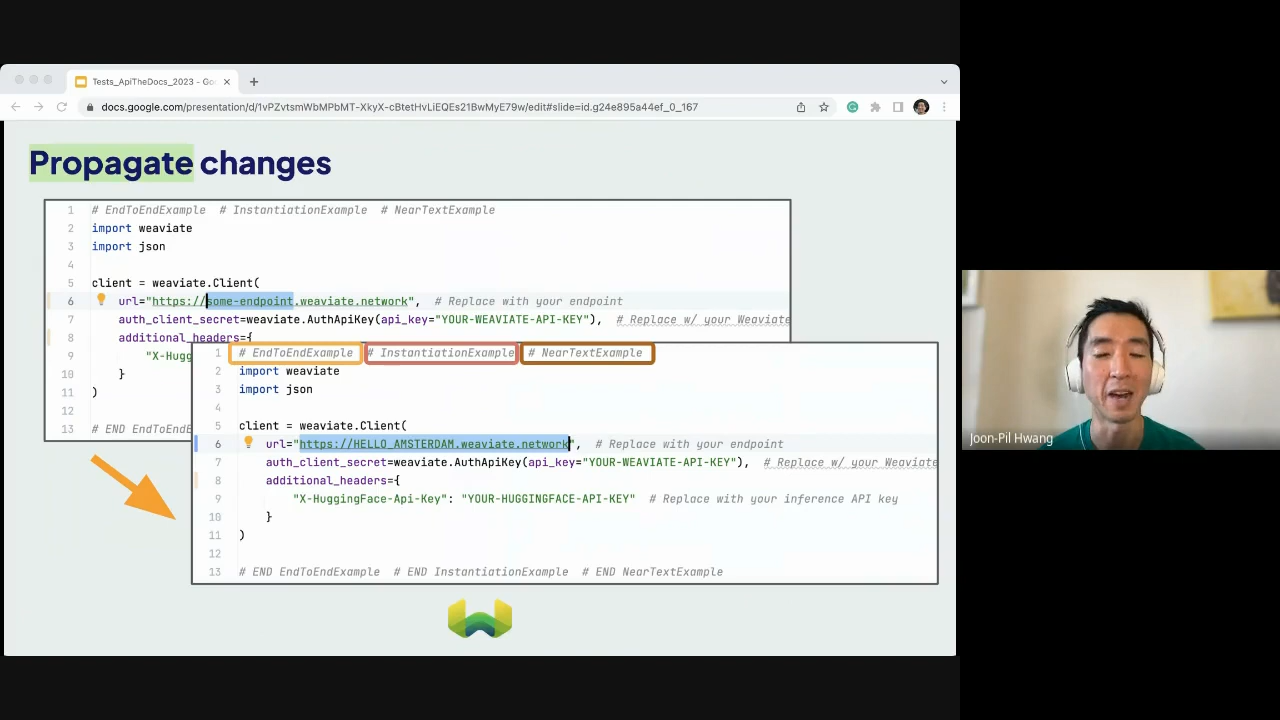 Tests_ApiTheDocs_2023 - Goo
docs.google.com/presentation/d/1vPZvtsmWbMPbMT-XkyX-cBtetHvLiEQEs21BwMyE79w/edit#slide=id.g24e895a44ef_0_167
Propagate changes
1 # EndToEndExample # InstantiationExample # NearTextExample
2 import weaviate
3 import json
4
5 client = weaviate.Client(
6 url="https://some-endpoint.weaviate.network", # Replace with your endpoint
7 auth_client_secret=weaviate.AuthApiKey(api_key="YOUR-WEAVIATE-API-KEY"), # Replace w/ your Weaviate
8 additional_headers={
9 "X-Hugg
10 }
11 )
12
13 # END EndToEndE
1 # EndToEndExample # InstantiationExample # NearTextExample
2 import weaviate
3 import json
4
5 client = weaviate.Client(
6 url="https://HELLO_AMSTERDAM.weaviate.network", # Replace with your endpoint
7 auth_client_secret=weaviate.AuthApiKey(api_key="YOUR-WEAVIATE-API-KEY"), # Replace w/ your Weaviate
8 additional_headers={
9 "X-HuggingFace-Api-Key": "YOUR-HUGGINGFACE-API-KEY" # Replace with your inference API key
10 }
11 )
12
13 # END EndToEndExample # END InstantiationExample # END NearTextExample
Joon-Pil Hwang